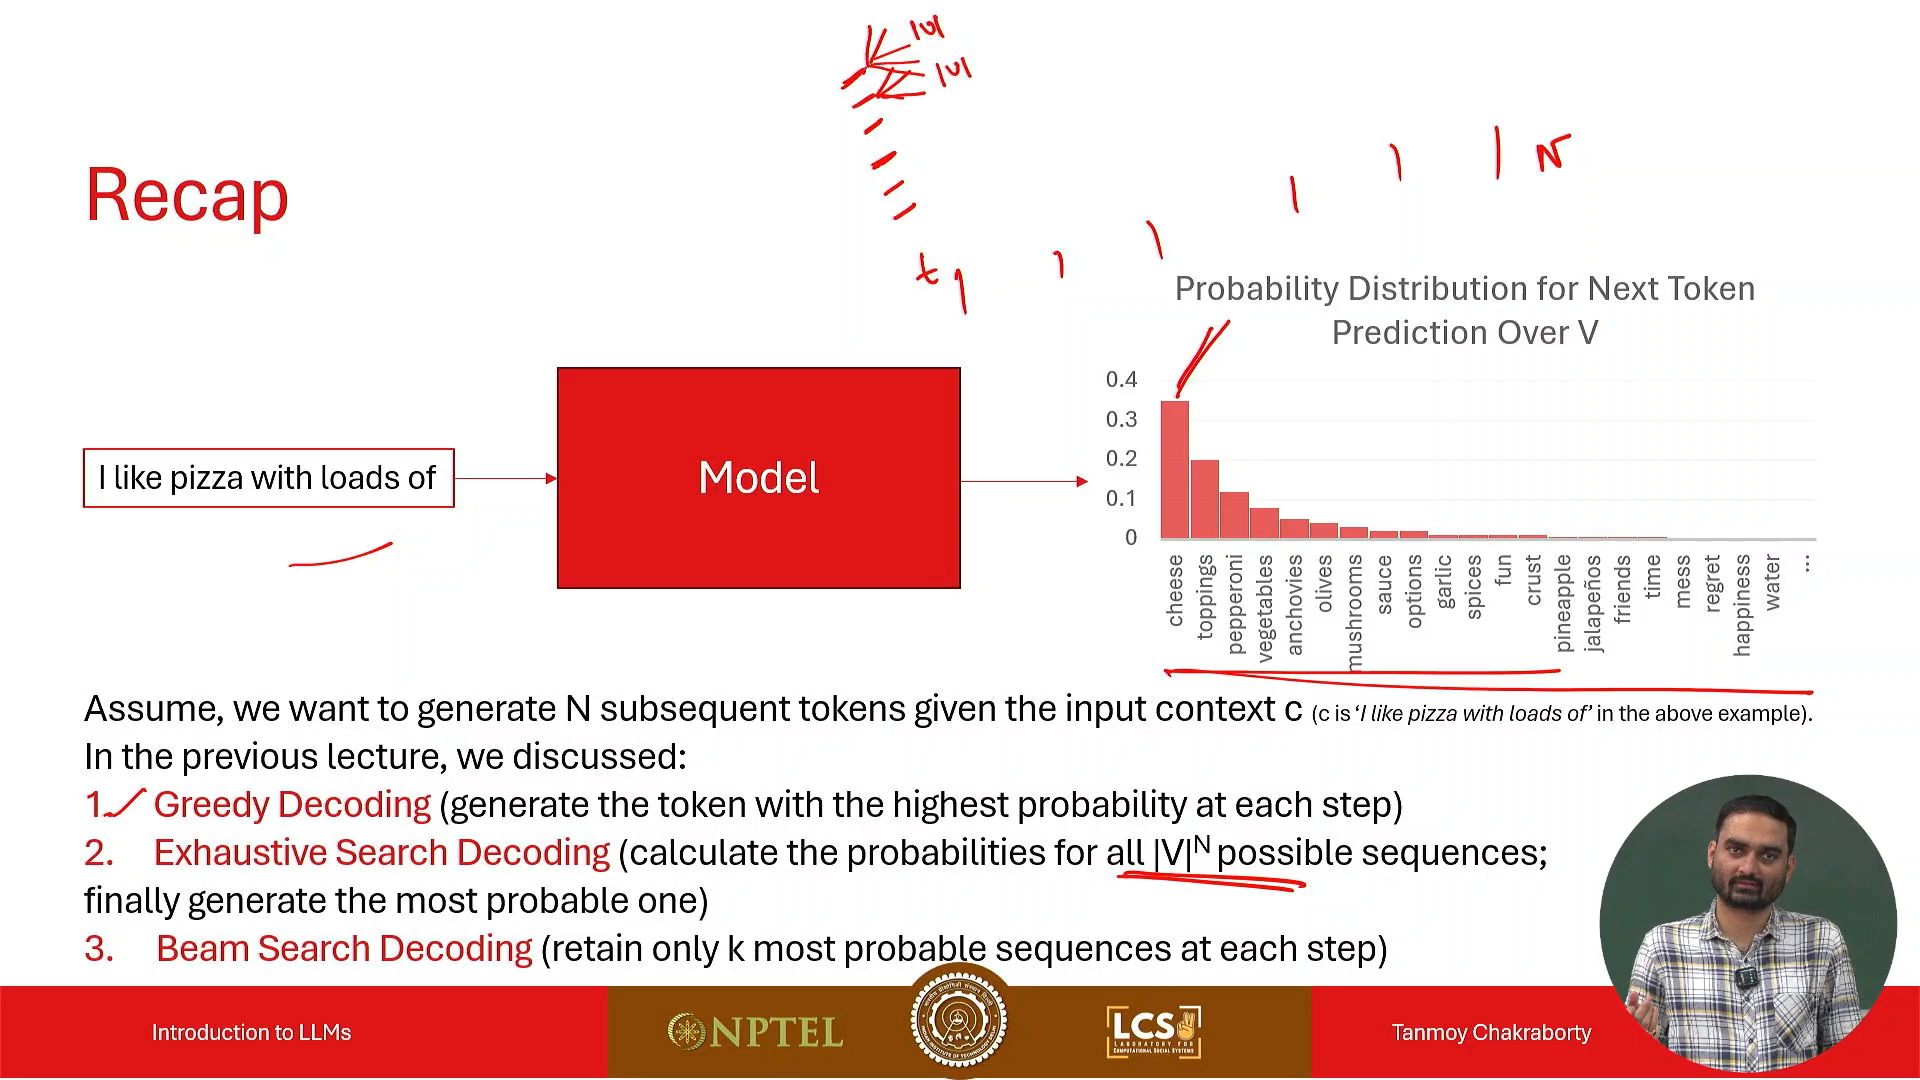 |v|
|v|
Recap
N
t
Probability Distribution for Next Token
Prediction Over V
0.4
0.3
0.2
0.1
0
I like pizza with loads of
Model
cheese
toppings
pepperoni
vegetables
anchovies
olives
mushrooms
sauce
options
garlic
spices
fun
crust
pineapple
jalapeños
friends
time
mess
regret
happiness
water
...
Assume, we want to generate N subsequent tokens given the input context c (c is ‘I like pizza with loads of’ in the above example).
In the previous lecture, we discussed:
1. Greedy Decoding (generate the token with the highest probability at each step)
2. Exhaustive Search Decoding (calculate the probabilities for all |V|ᴺ possible sequences;
finally generate the most probable one)
3. Beam Search Decoding (retain only k most probable sequences at each step)
Introduction to LLMs
NPTEL
LCS
LABORATORY FOR
COMPUTATIONAL SOCIAL SYSTEMS
Tanmoy Chakraborty